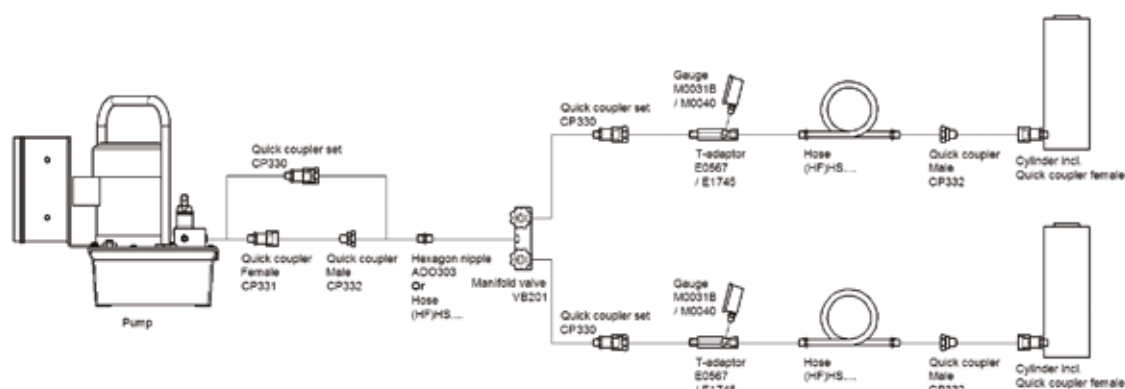 Gauge
M0031B
/ M0040
Quick coupler set
CP330
T-adaptor
E0567
/ E1745
Hose
(HF)HS....
Quick coupler
Male
CP332
Cylinder incl.
Quick coupler female
Quick coupler set
CP330
Quick coupler
Female
CP331
Quick coupler
Male
CP332
Hexagon nipple
ADO303
Or
Hose
(HF)HS....
Manifold valve
VB201
Pump
Gauge
M0031B
/ M0040
Quick coupler set
CP330
T-adaptor
E0567
/ E1745
Hose
(HF)HS....
Quick coupler
Male
CP332
Cylinder incl.
Quick coupler female